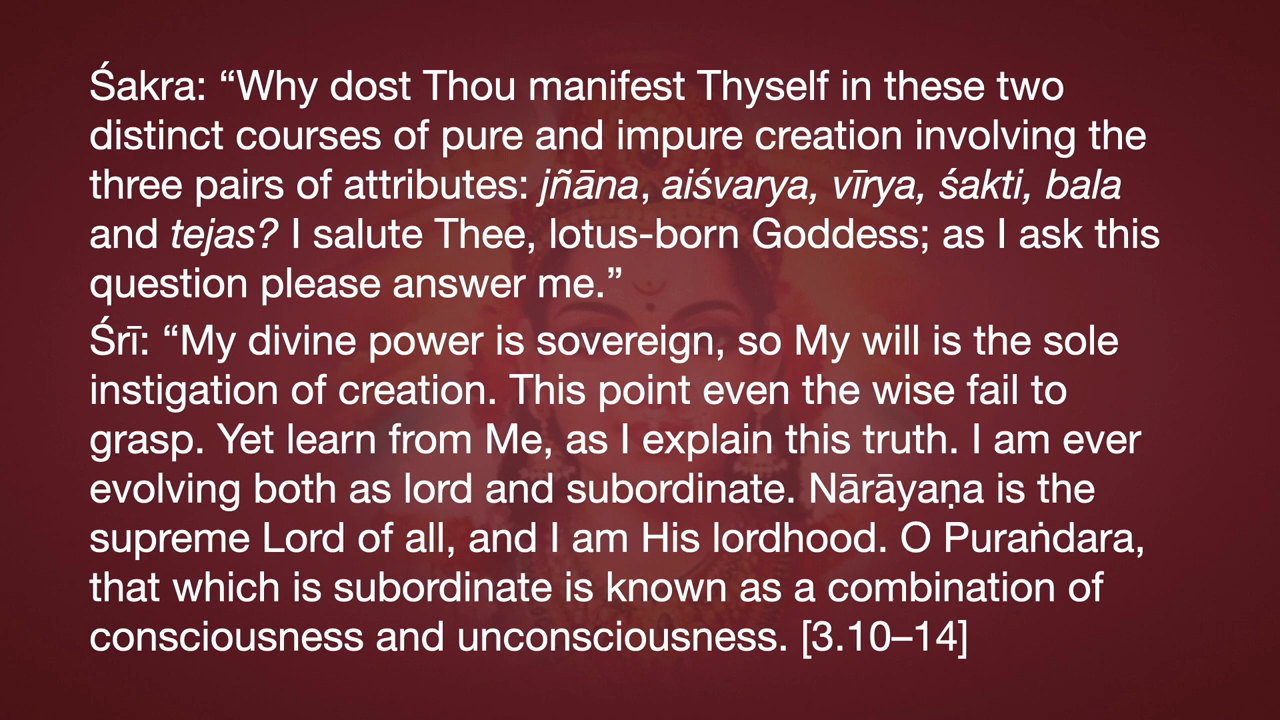 Śakra: “Why dost Thou manifest Thyself in these two
distinct courses of pure and impure creation involving the
three pairs of attributes: jñāna, aiśvarya, vīrya, śakti, bala
and tejas? I salute Thee, lotus-born Goddess; as I ask this
question please answer me.”
Śrī: “My divine power is sovereign, so My will is the sole
instigation of creation. This point even the wise fail to
grasp. Yet learn from Me, as I explain this truth. I am ever
evolving both as lord and subordinate. Nārāyaṇa is the
supreme Lord of all, and I am His lordhood. O Puraṅdara,
that which is subordinate is known as a combination of
consciousness and unconsciousness. [3.10–14]